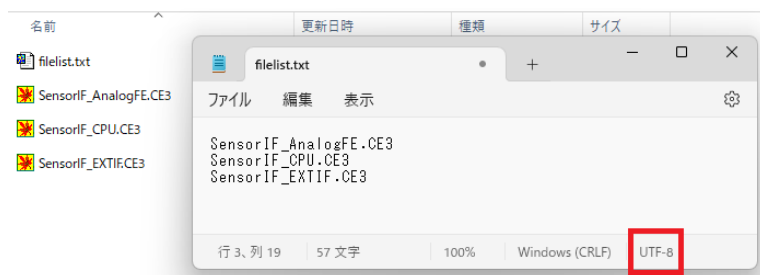 名前 更新日時 種類 サイズ
filelist.txt
SensorIF_AnalogFE.CE3
SensorIF_CPU.CE3
SensorIF_EXTIF.CE3
filelist.txt
ファイル 編集 表示
SensorIF_AnalogFE.CE3
SensorIF_CPU.CE3
SensorIF_EXTIF.CE3
行 3、列 19 57 文字 100% Windows (CRLF) UTF-8